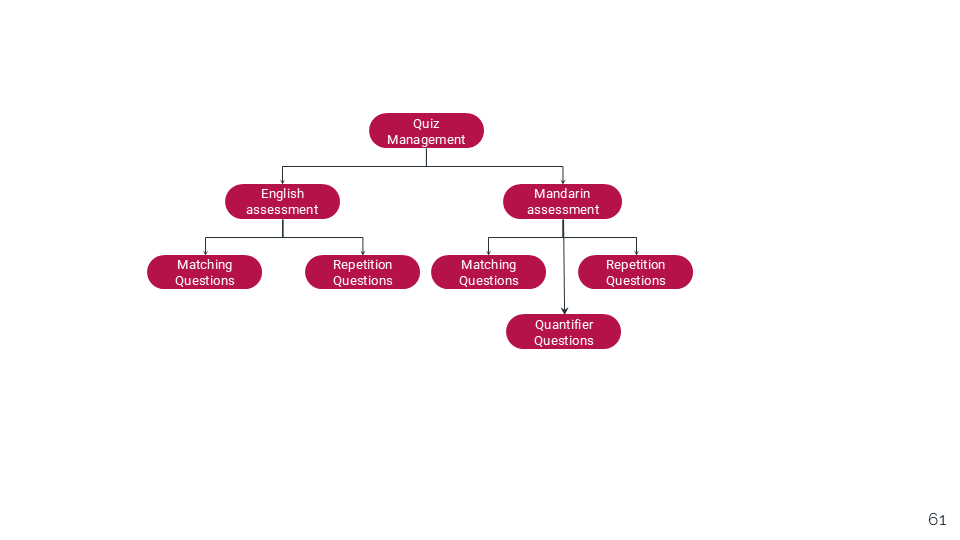 Quiz
Management
English
assessment
Mandarin
assessment
Matching
Questions
Repetition
Questions
Matching
Questions
Repetition
Questions
Quantifier
Questions
61